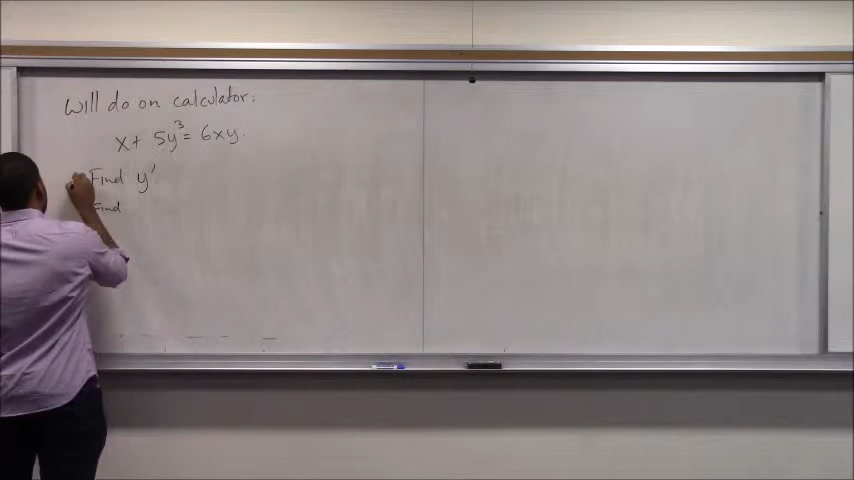 Will do on calculator:
x + 5y³ = 6xy.
Find y'
Find